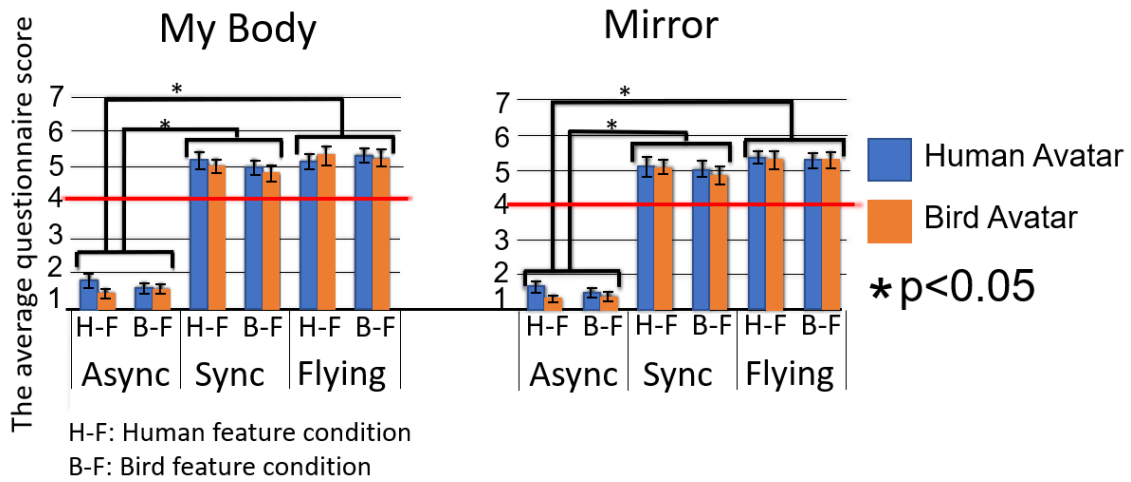 My Body
Mirror
The average questionnaire score
7
6
5
4
3
2
1
*
*
H-F B-F H-F B-F H-F B-F
Async Sync Flying
7
6
5
4
3
2
1
*
*
H-F B-F H-F B-F H-F B-F
Async Sync Flying
Human Avatar
Bird Avatar
*p<0.05
H-F: Human feature condition
B-F: Bird feature condition